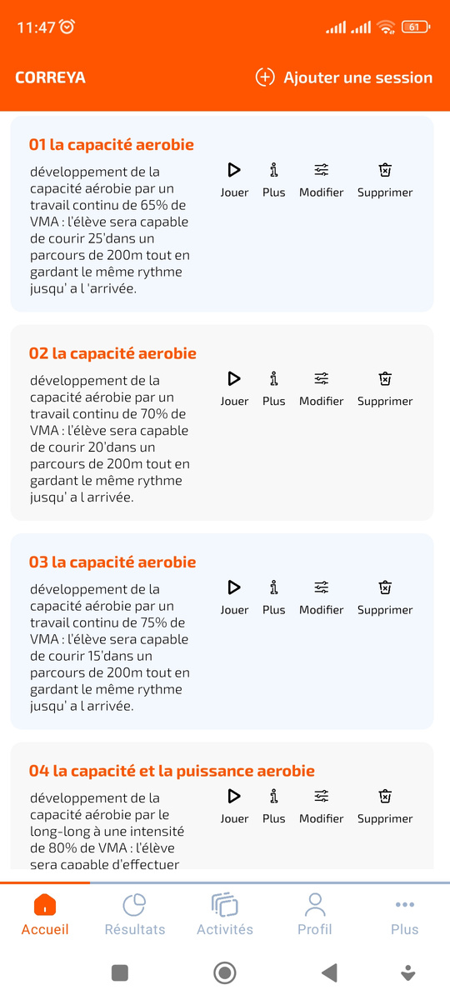 11:47
61
CORREYA
Ajouter une session
01 la capacité aerobie
développement de la
capacité aérobie par un
travail continu de 65% de
VMA : l'élève sera capable
de courir 25'dans un
parcours de 200m tout en
gardant le même rythme
jusqu' a l 'arrivée.
Jouer Plus Modifier Supprimer
02 la capacité aerobie
développement de la
capacité aérobie par un
travail continu de 70% de
VMA : l'élève sera capable
de courir 20'dans un
parcours de 200m tout en
gardant le même rythme
jusqu' a l arrivée.
Jouer Plus Modifier Supprimer
03 la capacité aerobie
développement de la
capacité aérobie par un
travail continu de 75% de
VMA : l'élève sera capable
de courir 15'dans un
parcours de 200m tout en
gardant le même rythme
jusqu' a l arrivée.
Jouer Plus Modifier Supprimer
04 la capacité et la puissance aerobie
développement de la
capacité aérobie par le
long-long à une intensité
de 80% de VMA : l'élève
sera capable d'effectuer
Jouer Plus Modifier Supprimer
Accueil Résultats Activités Profil Plus